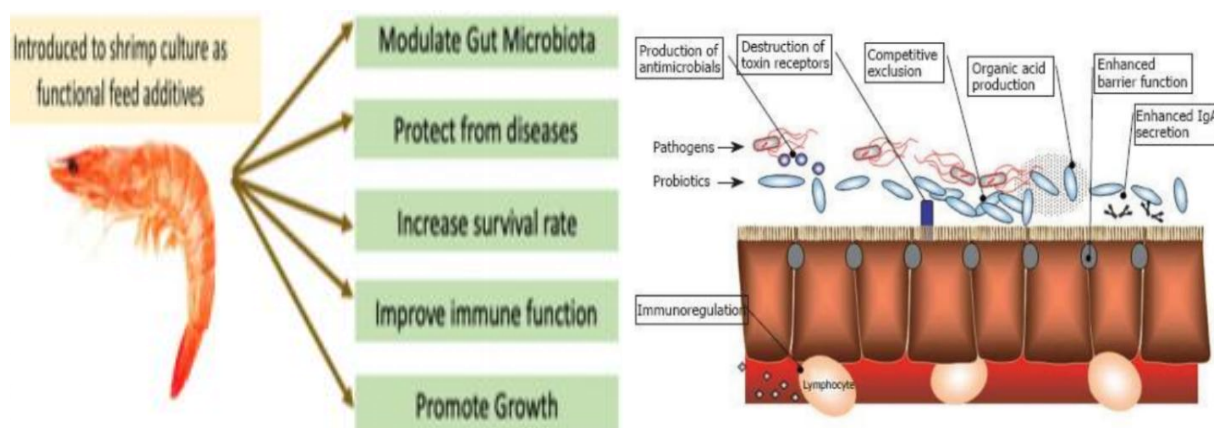 Introduced to shrimp culture as
functional feed additives
Modulate Gut Microbiota
Protect from diseases
Increase survival rate
Improve immune function
Promote Growth
Production of
antimicrobials
Destruction of
toxin receptors
Competitive
exclusion
Organic acid
production
Enhanced
barrier function
Enhanced IgA
secretion
Pathogens
Probiotics
Immunoregulation
Lymphocyte